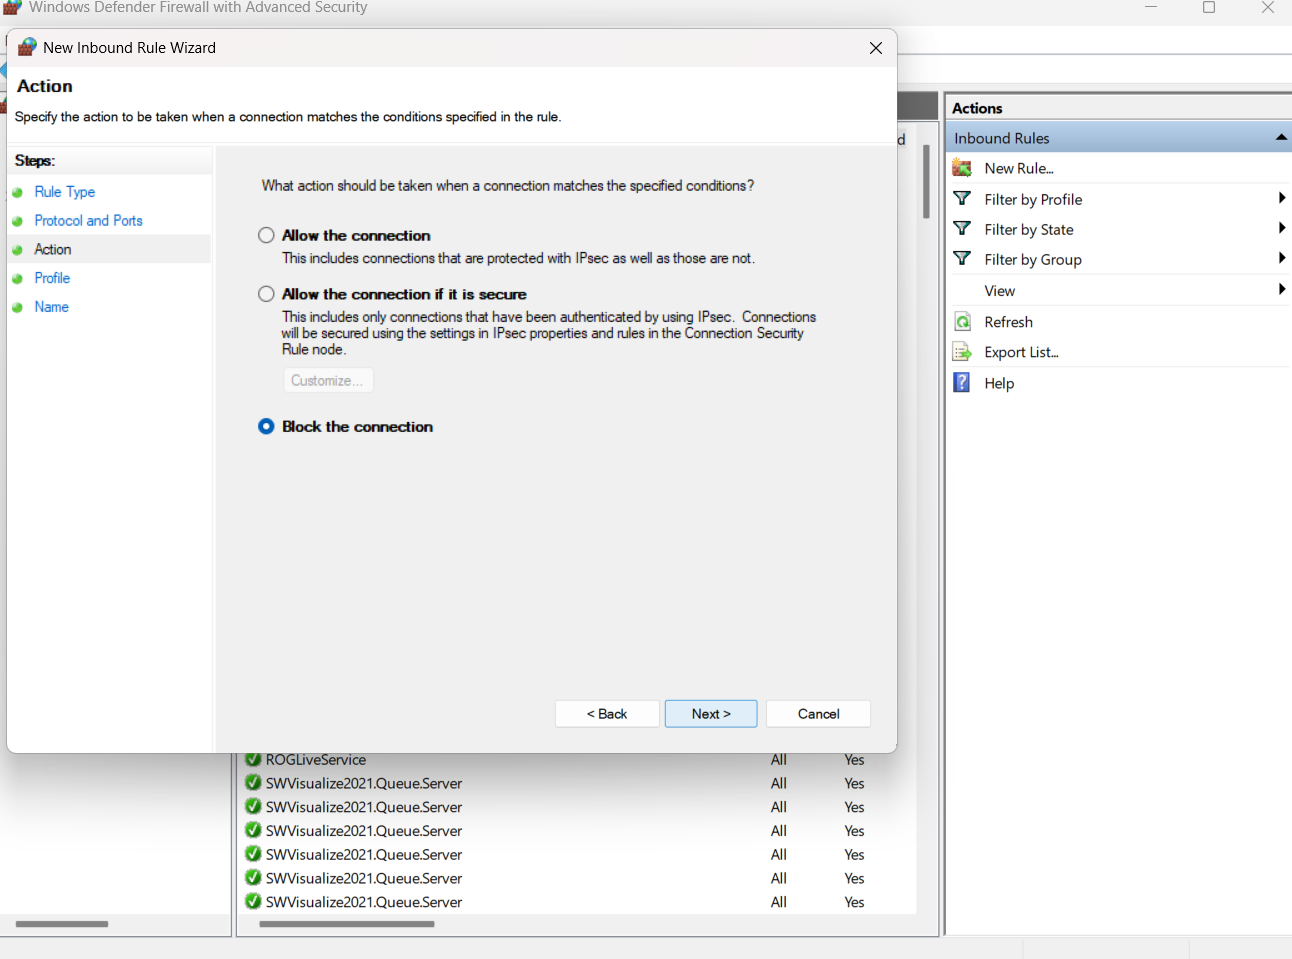 Windows Defender Firewall with Advanced Security
New Inbound Rule Wizard
Action
Specify the action to be taken when a connection matches the conditions specified in the rule.
Steps:
Rule Type
Protocol and Ports
Action
Profile
Name
What action should be taken when a connection matches the specified conditions?
Allow the connection
This includes connections that are protected with IPsec as well as those are not.
Allow the connection if it is secure
This includes only connections that have been authenticated by using IPsec. Connections
will be secured using the settings in IPsec properties and rules in the Connection Security
Rule node.
Customize...
Block the connection
< Back
Next >
Cancel
d
Actions
Inbound Rules
New Rule...
Filter by Profile
Filter by State
Filter by Group
View
Refresh
Export List...
Help
ROGLiveService All Yes
SWVisualize2021.Queue.Server All Yes
SWVisualize2021.Queue.Server All Yes
SWVisualize2021.Queue.Server All Yes
SWVisualize2021.Queue.Server All Yes
SWVisualize2021.Queue.Server All Yes
SWVisualize2021.Queue.Server All Yes